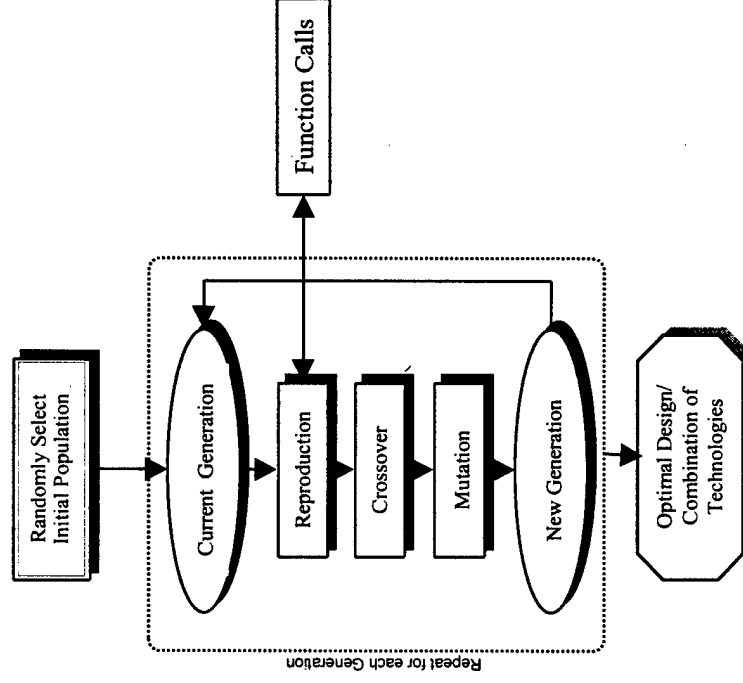 Randomly Select
Initial Population
Current Generation
Reproduction
Function Calls
Crossover
Mutation
New Generation
Repeat for each Generation
Optimal Design/
Combination of
Technologies